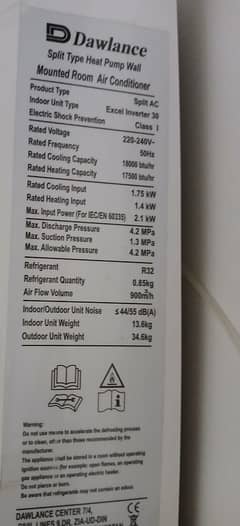 Dawlance
Split Type Heat Pump Wall
Mounted Room Air Conditioner
Product Type Split AC
Indoor Unit Type Excel Inverter 30
Electric Shock Prevention Class I
Rated Voltage 220-240V~
Rated Frequency 50Hz
Rated Cooling Capacity 18000 btu/hr
Rated Heating Capacity 17500 btu/hr
Rated Cooling Input 1.75 kW
Rated Heating Input 1.4 kW
Max. Input Power (For IEC/EN 60335) 2.1 kW
Max. Discharge Pressure 4.2 MPa
Max. Suction Pressure 1.3 MPa
Max. Allowable Pressure 4.2 MPa
Refrigerant R32
Refrigerant Quantity 0.85kg
Air Flow Volume 900m³/h
Indoor/Outdoor Unit Noise ≤44/55 dB(A)
Indoor Unit Weight 13.6kg
Outdoor Unit Weight 34.6kg
Warning:
Do not use means to accelerate the defrosting process
or to clean, other than those recommended by the
manufacturer.
The appliance shall be stored in a room without operating
ignition sources (for example: open flames, an operating
gas appliance or an operating electric heater.
Do not pierce or burn.
Be aware that refrigerants may not contain an odour.
DAWLANCE CENTER 7/4,
LINES 9.DR. ZIA-UD-DIN